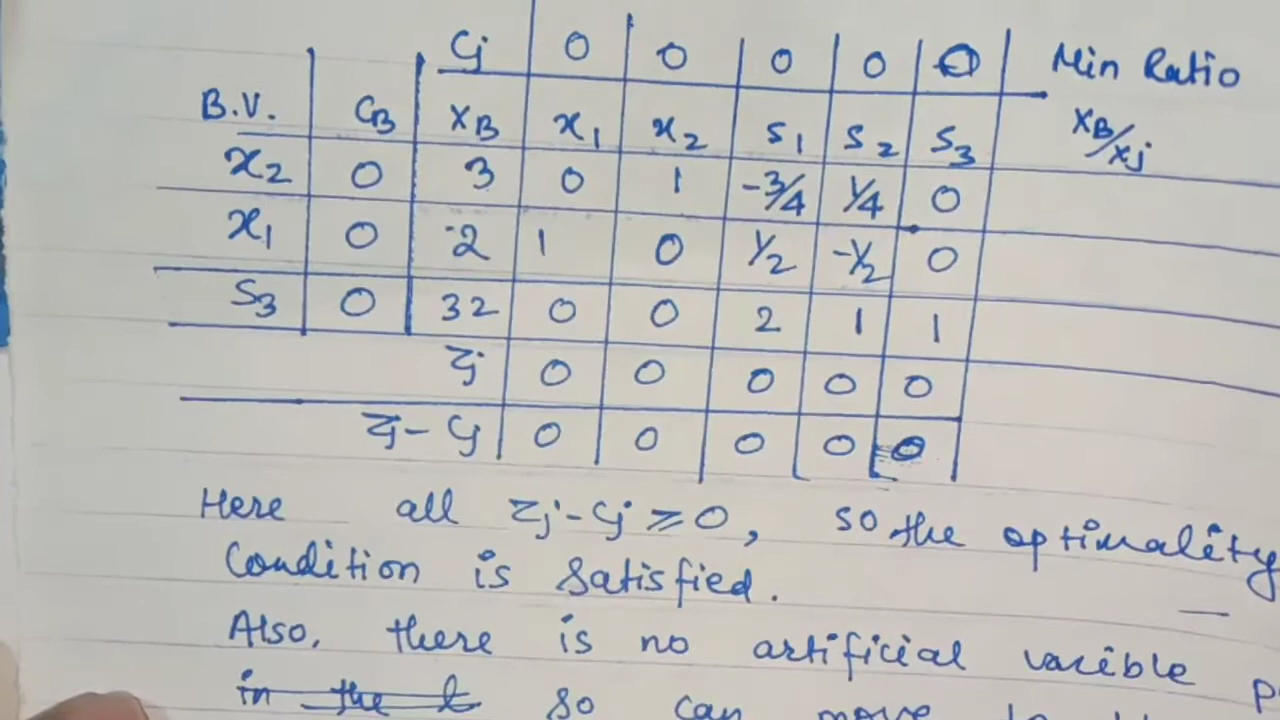 Cj 0 0 0 0 0 Min Ratio
B.V. CB XB x1 x2 s1 s2 s3 XB/xj
x2 0 3 0 1 -3/4 1/4 0
x1 0 2 1 0 1/2 -1/2 0
S3 0 32 0 0 2 1 1
Zj 0 0 0 0 0
Zj-Cj 0 0 0 0 0
Here all Zj-Cj ≥ 0, so the optimality
Condition is satisfied.
Also, there is no artificial varible
in the so can move